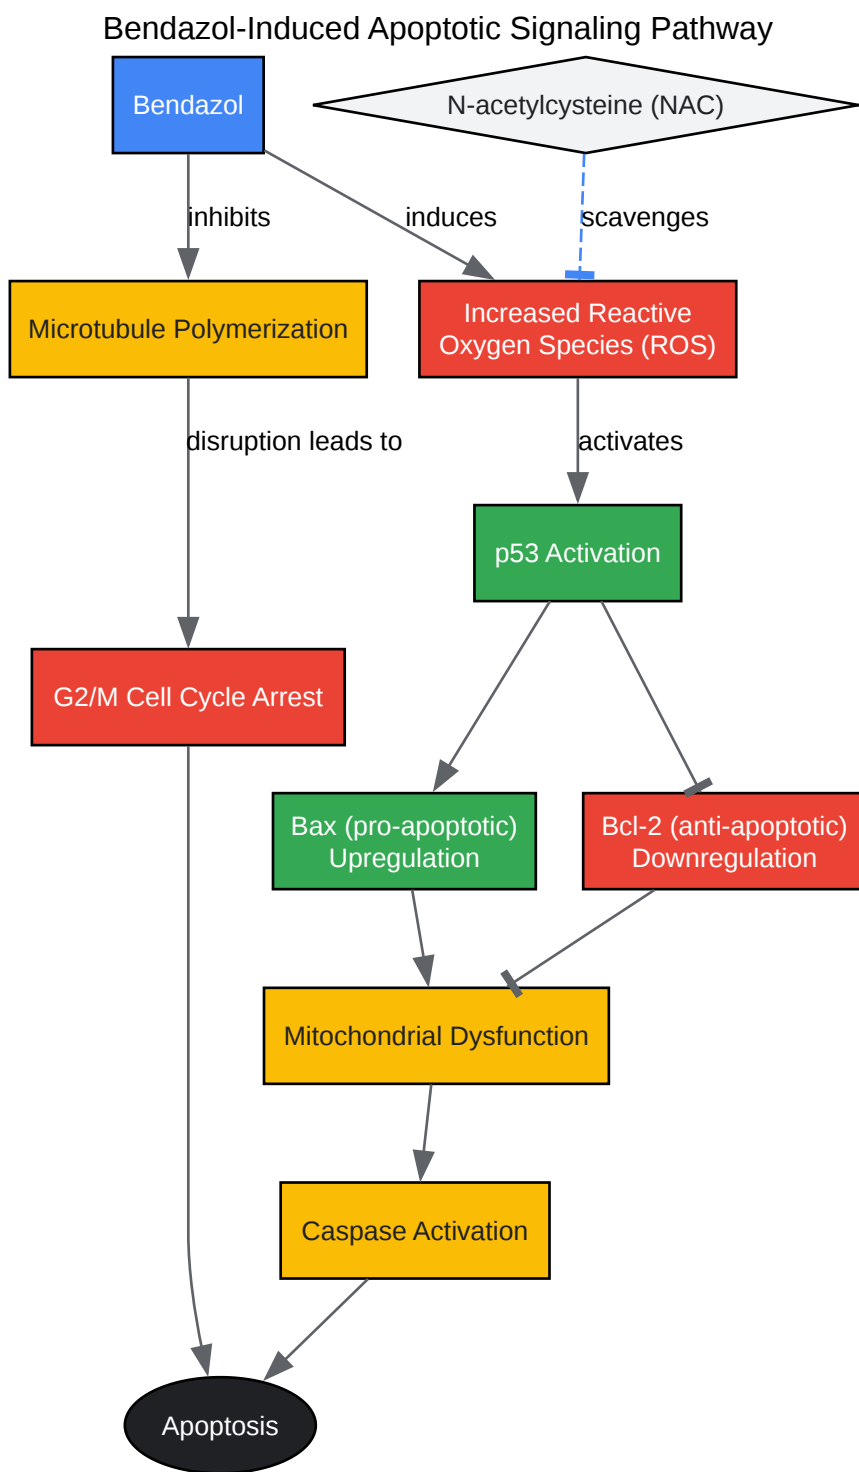 Bendazol-Induced Apoptotic Signaling Pathway
Bendazol
N-acetylcysteine (NAC)
inhibits
induces
scavenges
Microtubule Polymerization
Increased Reactive
Oxygen Species (ROS)
disruption leads to
activates
p53 Activation
G2/M Cell Cycle Arrest
Bax (pro-apoptotic)
Upregulation
Bcl-2 (anti-apoptotic)
Downregulation
Mitochondrial Dysfunction
Caspase Activation
Apoptosis